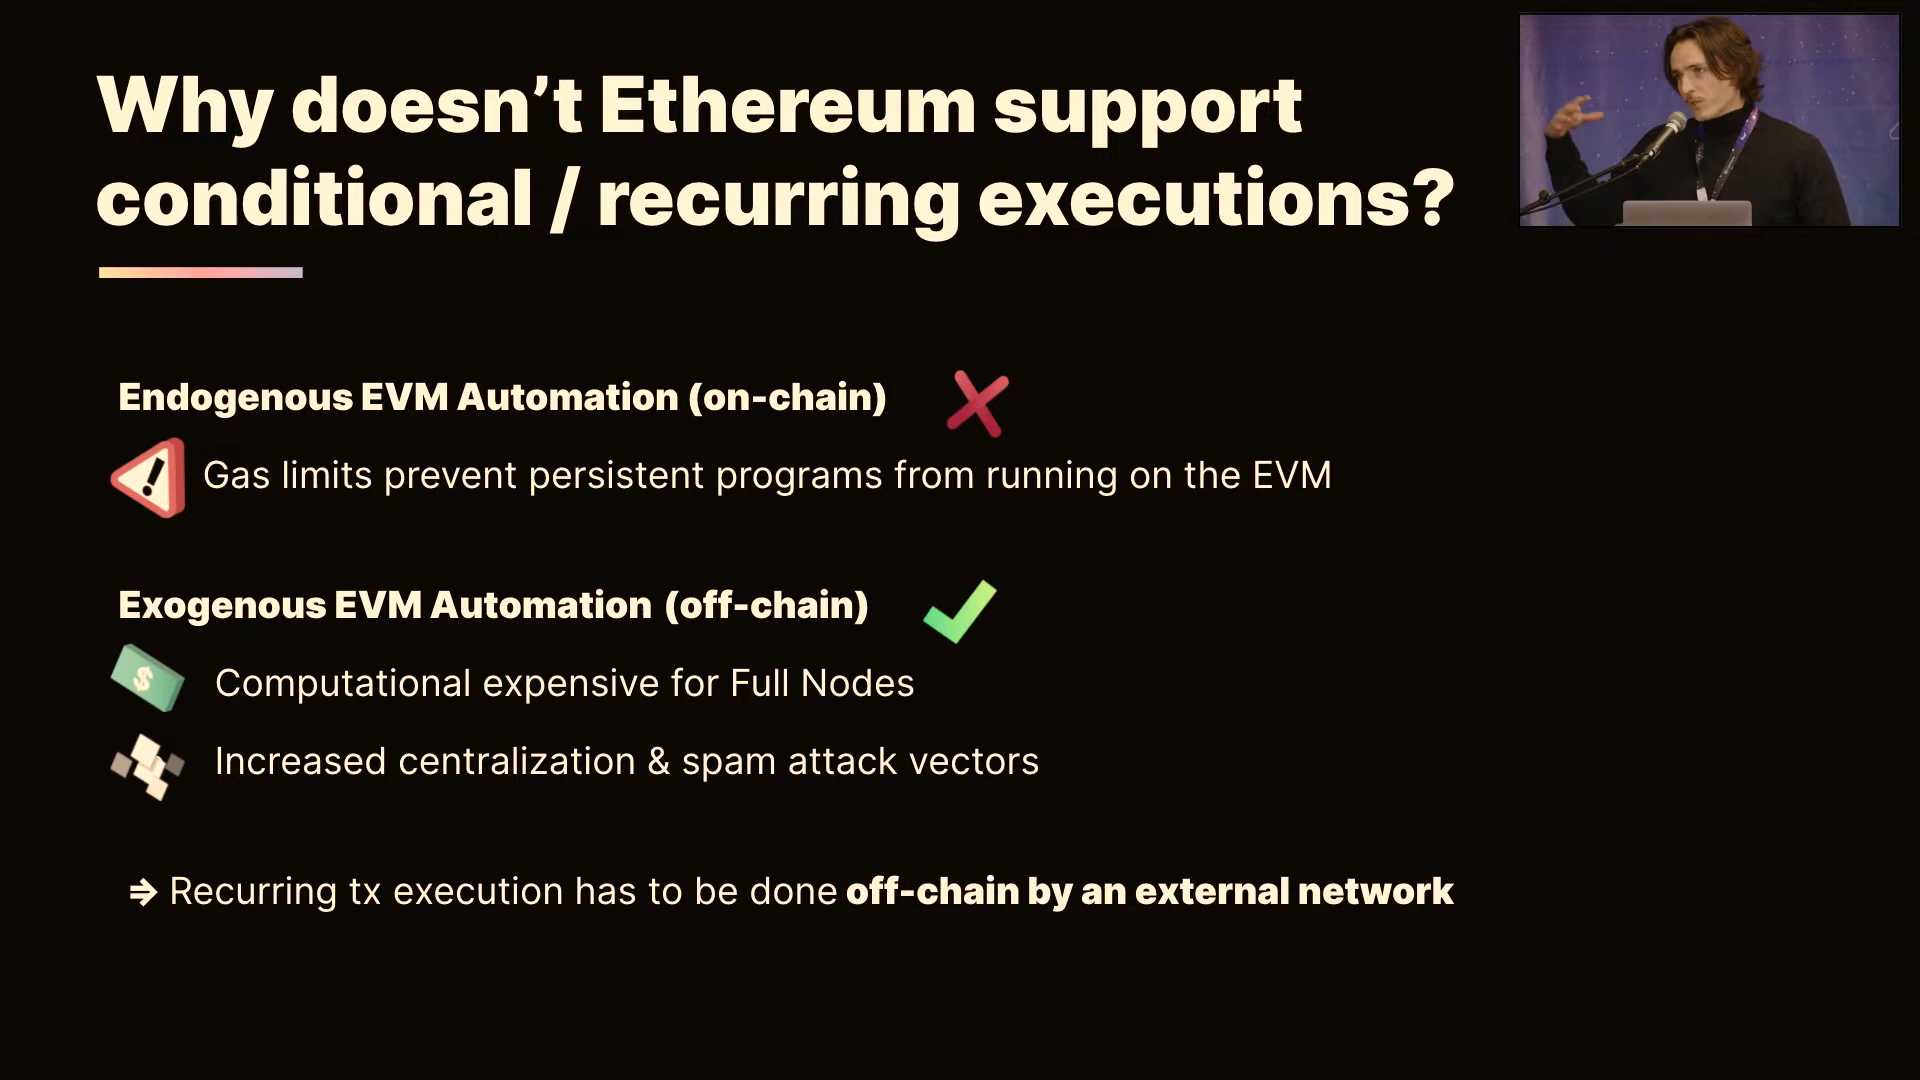 Why doesn’t Ethereum support
conditional / recurring executions?
Endogenous EVM Automation (on-chain)
Gas limits prevent persistent programs from running on the EVM
Exogenous EVM Automation (off-chain)
$
Computational expensive for Full Nodes
Increased centralization & spam attack vectors
⇒ Recurring tx execution has to be done off-chain by an external network